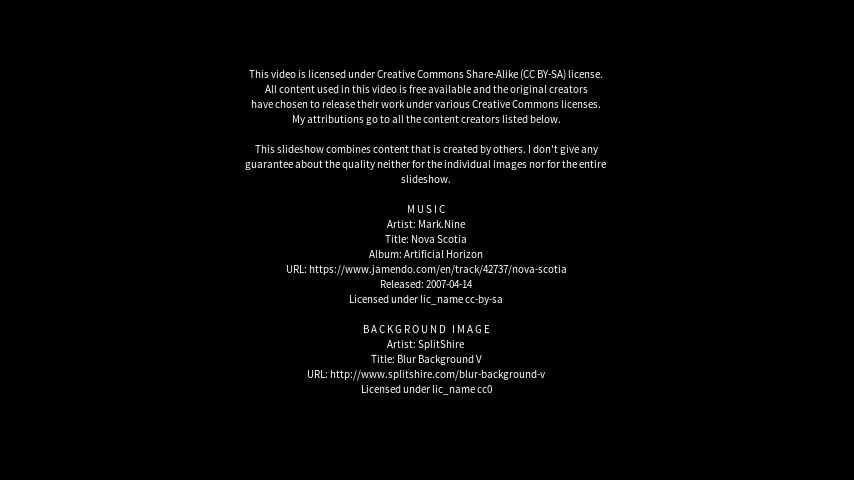 This video is licensed under Creative Commons Share-Alike (CC BY-SA) license.
All content used in this video is free available and the original creators
have chosen to release their work under various Creative Commons licenses.
My attributions go to all the content creators listed below.
This slideshow combines content that is created by others. I don't give any
guarantee about the quality neither for the individual images nor for the entire
slideshow.
MUSIC
Artist: Mark.Nine
Title: Nova Scotia
Album: Artificial Horizon
URL: https://www.jamendo.com/en/track/42737/nova-scotia
Released: 2007-04-14
Licensed under lic_name cc-by-sa
BACKGROUND IMAGE
Artist: SplitShire
Title: Blur Background V
URL: http://www.splitshire.com/blur-background-v
Licensed under lic_name cc0